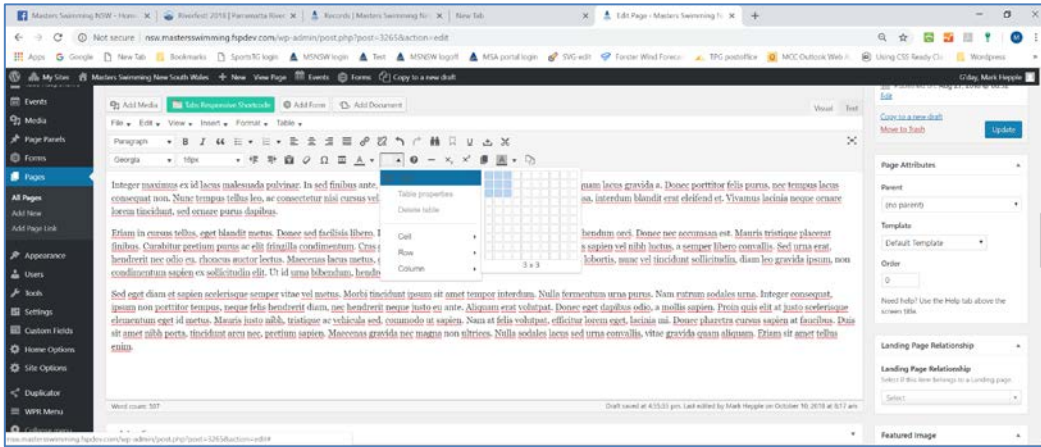 Masters Swimming NSW - Hom
Riverfest! 2018 | Parramatta River
Records | Masters Swimming N
New Tab
Edit Page ‹ Masters Swimming N
Not secure | nsw.mastersswimming.fspdev.com/wp-admin/post.php?post=3265&action=edit
Apps Google New Tab Bookmarks SportsTG login MSNSW login Test MSNSW logoff MSA portal login SVG-edit Forster Wind Forecas TPG postoffice MCC Outlook Web Using CSS Ready Cl Wordpress
My Sites Masters Swimming New South Wales New View Page Events Forms Copy to a new draft G'day, Mark Hepple
Events
Media
Page Panels
Forms
Pages
All Pages
Add New
Add Page Link
Appearance
Users
Tools
Settings
Custom Fields
Home Options
Site Options
Duplicator
WPR Menu
Collapse menu
Add Media Tabs Responsive Shortcode Add Form Add Document Visual Text
File Edit View Insert Format Table
Paragraph
Georgia 16px
Table properties
Delete table
Cell
Row
Column
3 x 3
Integer maximus ex id lacus malesuada pulvinar. In sed finibus ante, quam lacus gravida a. Donec porttitor felis purus, nec tempus lacus
consequat non. Nunc tempus tellus leo, ac consectetur nisi cursus vel interdum blandit erat eleifend et. Vivamus lacinia neque ornare
lorem tincidunt, sed ornare purus dapibus.
Etiam in cursus tellus, eget blandit metus. Donec sed facilisis libero. bibendum orci. Donec nec accumsan est. Mauris tristique placerat
finibus. Curabitur pretium purus ac elit fringilla condimentum. Cras sapien vel nibh luctus, a semper libero convallis. Sed urna erat,
hendrerit nec odio eu, rhoncus auctor lectus. Maecenas lacus metus, lobortis, nunc vel tincidunt sollicitudin, diam leo gravida ipsum, non
condimentum sapien ex sollicitudin elit. Ut id urna bibendum,
Sed eget diam et sapien scelerisque semper vitae vel metus. Morbi tincidunt ipsum sit amet tempor interdum. Nulla fermentum urna purus. Nam rutrum sodales urna. Integer consequat,
ipsum non porttitor tempus, neque felis hendrerit diam, nec hendrerit neque justo eu ante. Aliquam erat volutpat. Donec eget dapibus odio, a mollis sapien. Proin quis elit at justo scelerisque
elementum eget id metus. Mauris justo nibh, tristique ac vehicula sed, commodo ut sapien. Nam at felis volutpat, efficitur lorem eget, lacinia mi. Donec pharetra cursus sapien at faucibus. Duis
sit amet nibh porta, tincidunt arcu nec, pretium sapien. Maecenas gravida nec magna non ultrices. Nulla sodales lacus sed urna convallis, vitae gravida quam aliquam. Etiam sit amet tellus
enim.
Word count: 597
Draft saved at 4:35:33 pm. Last edited by Mark Hepple on October 10, 2018 at 8:17 am
Edit
Copy to a new draft
Move to Trash
Update
Page Attributes
Parent
(no parent)
Template
Default Template
Order
0
Need help? Use the Help tab above the
screen title.
Landing Page Relationship
Landing Page Relationship
Select if this item belongs to a Landing page.
Select
Featured Image
nsw.mastersswimming.fspdev.com/wp-admin/post.php?post=3265&action=edit#